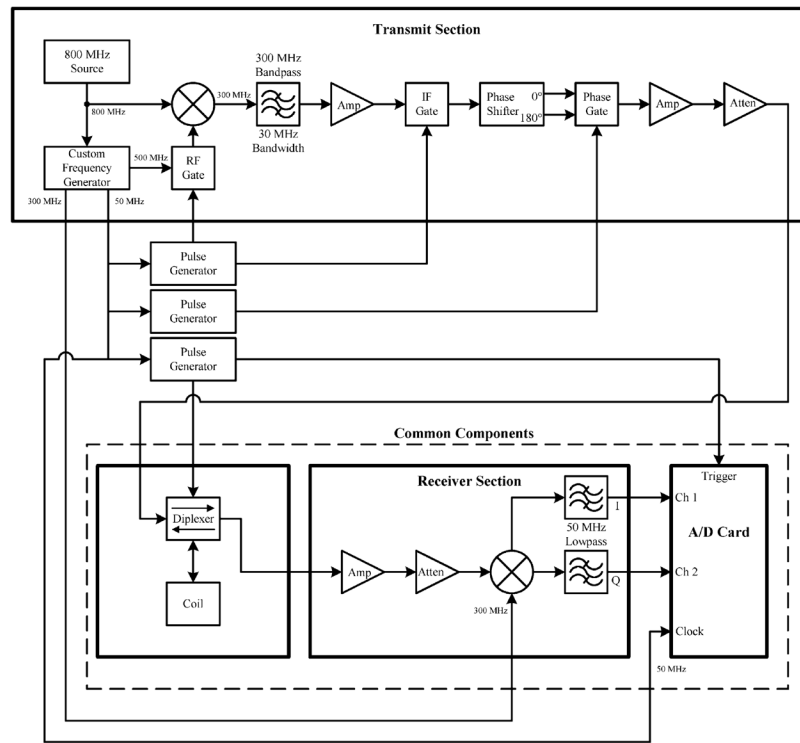 Transmit Section
800 MHz
Source
800 MHz
300 MHz
300 MHz
Bandpass
30 MHz
Bandwidth
Amp
IF
Gate
Phase
Shifter
0°
180°
Phase
Gate
Amp
Atten
Custom
Frequency
Generator
500 MHz
RF
Gate
300 MHz
50 MHz
Pulse
Generator
Pulse
Generator
Pulse
Generator
Common Components
Diplexer
Coil
Receiver Section
Amp
Atten
300 MHz
I
50 MHz
Lowpass
Q
Trigger
Ch 1
A/D Card
Ch 2
Clock
50 MHz